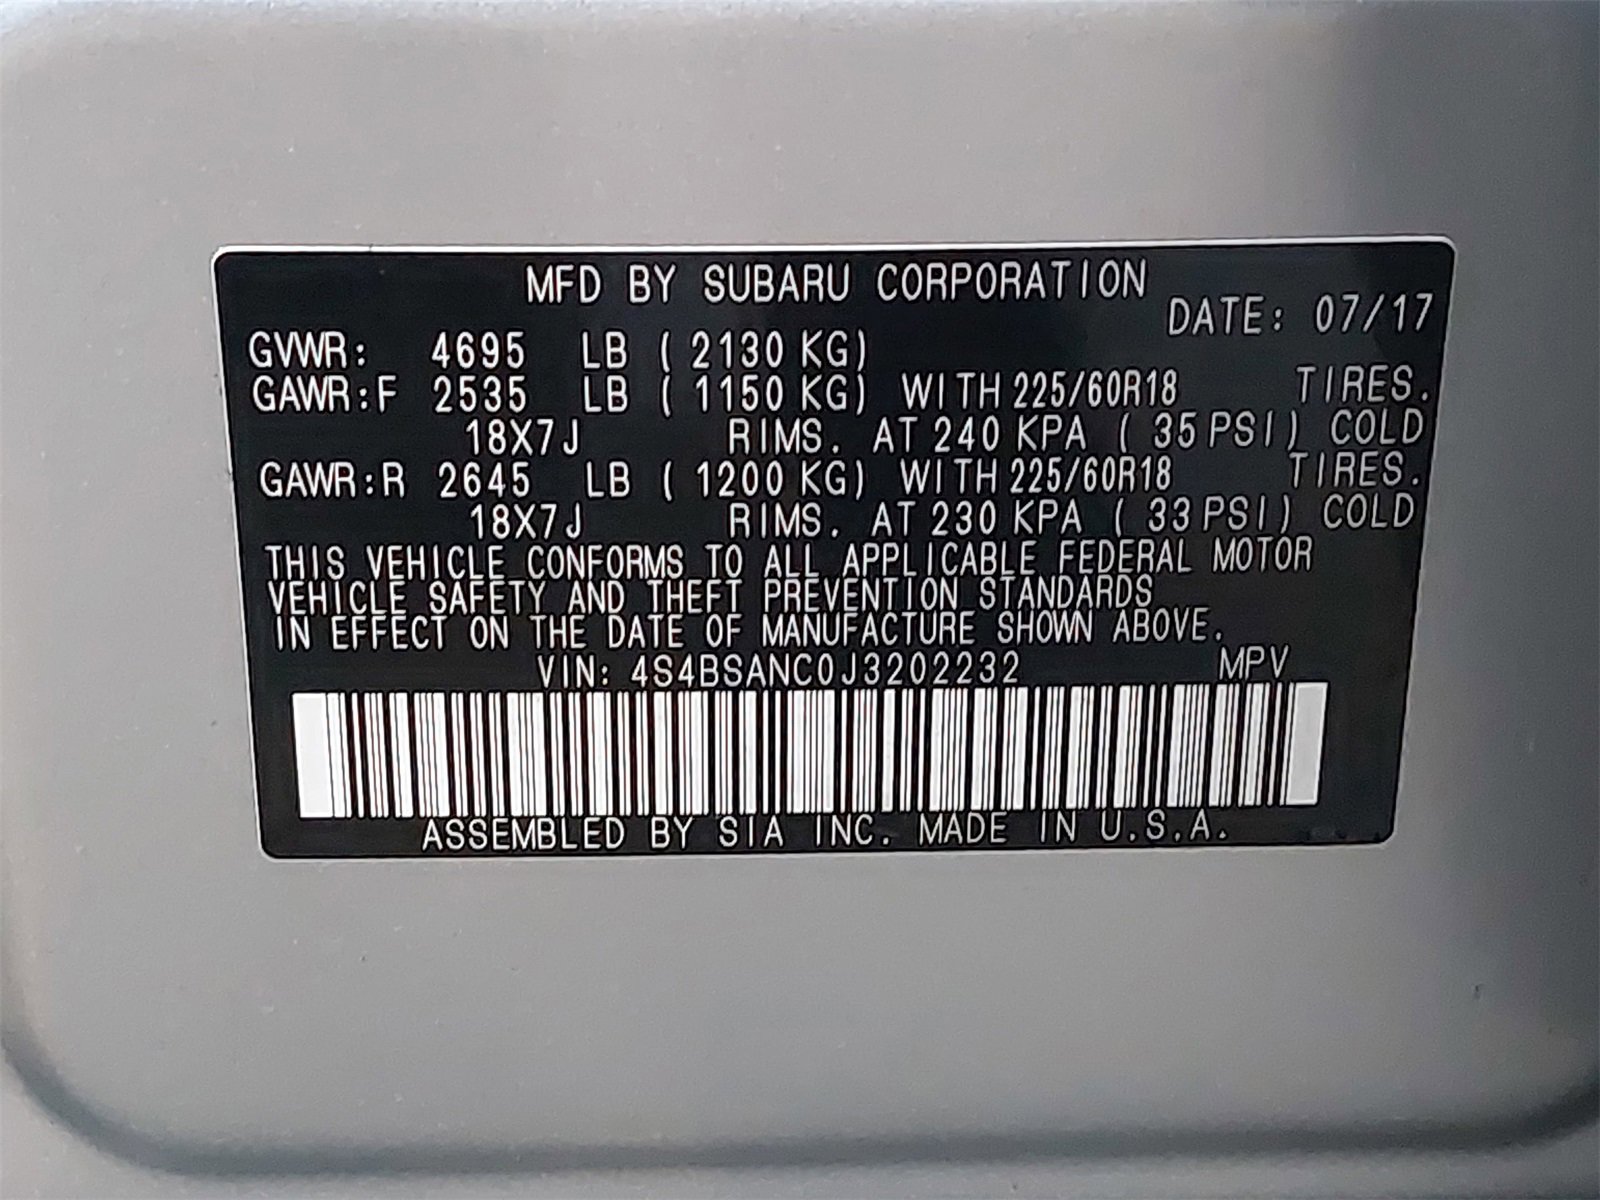 MFD BY SUBARU CORPORATION
DATE: 07/17
GVWR: 4695 LB ( 2130 KG)
GAWR:F 2535 LB ( 1150 KG) WITH 225/60R18 TIRES.
18X7J RIMS. AT 240 KPA ( 35 PSI) COLD
GAWR:R 2645 LB ( 1200 KG) WITH 225/60R18 TIRES.
18X7J RIMS. AT 230 KPA ( 33 PSI) COLD
THIS VEHICLE CONFORMS TO ALL APPLICABLE FEDERAL MOTOR
VEHICLE SAFETY AND THEFT PREVENTION STANDARDS
IN EFFECT ON THE DATE OF MANUFACTURE SHOWN ABOVE.
VIN: 4S4BSANC0J3202232 MPV
ASSEMBLED BY SIA INC. MADE IN U.S.A.